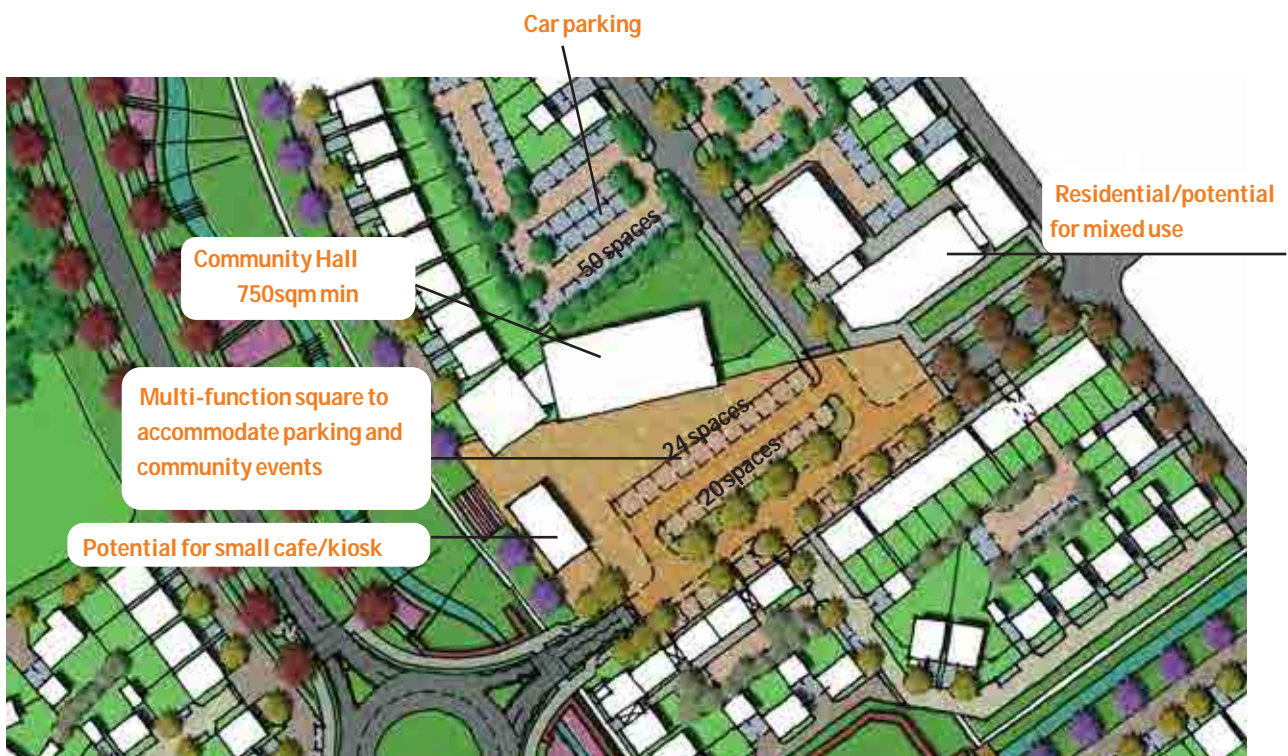 Car parking
Residential/potential
for mixed use
50 spaces
Community Hall
750sqm min
Multi-function square to
accommodate parking and
community events
24 spaces
20 spaces
Potential for small cafe/kiosk